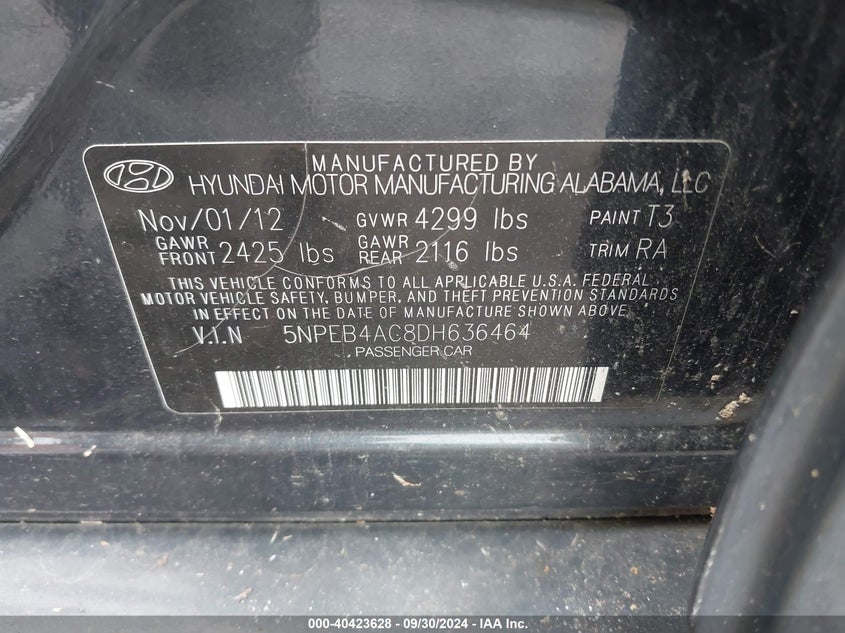 MANUFACTURED BY
HYUNDAI MOTOR MANUFACTURING ALABAMA, LLC
Nov/01/12 GVWR 4299 lbs PAINT T3
GAWR FRONT 2425 lbs GAWR REAR 2116 lbs TRIM RA
THIS VEHICLE CONFORMS TO ALL APPLICABLE U.S.A. FEDERAL
MOTOR VEHICLE SAFETY, BUMPER, AND THEFT PREVENTION STANDARDS
IN EFFECT ON THE DATE OF MANUFACTURE SHOWN ABOVE.
V.I.N 5NPEB4AC8DH636464
PASSENGER CAR
000-40423628 - 09/30/2024 - IAA Inc.